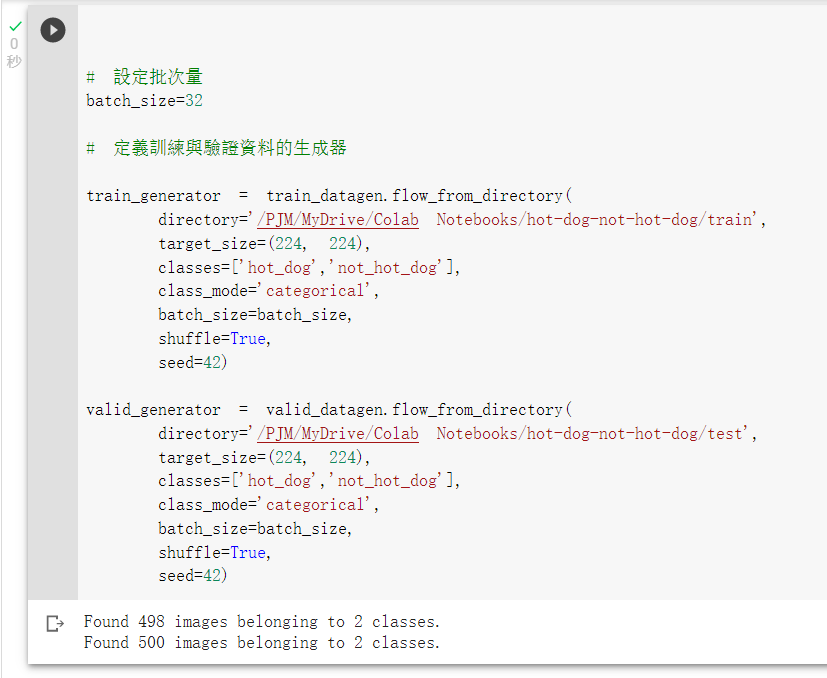 0
秒
# 設定批次量
batch_size=32
# 定義訓練與驗證資料的生成器
train_generator = train_datagen.flow_from_directory(
directory='/PJM/MyDrive/Colab Notebooks/hot-dog-not-hot-dog/train',
target_size=(224, 224),
classes=['hot_dog','not_hot_dog'],
class_mode='categorical',
batch_size=batch_size,
shuffle=True,
seed=42)
valid_generator = valid_datagen.flow_from_directory(
directory='/PJM/MyDrive/Colab Notebooks/hot-dog-not-hot-dog/test',
target_size=(224, 224),
classes=['hot_dog','not_hot_dog'],
class_mode='categorical',
batch_size=batch_size,
shuffle=True,
seed=42)
Found 498 images belonging to 2 classes.
Found 500 images belonging to 2 classes.